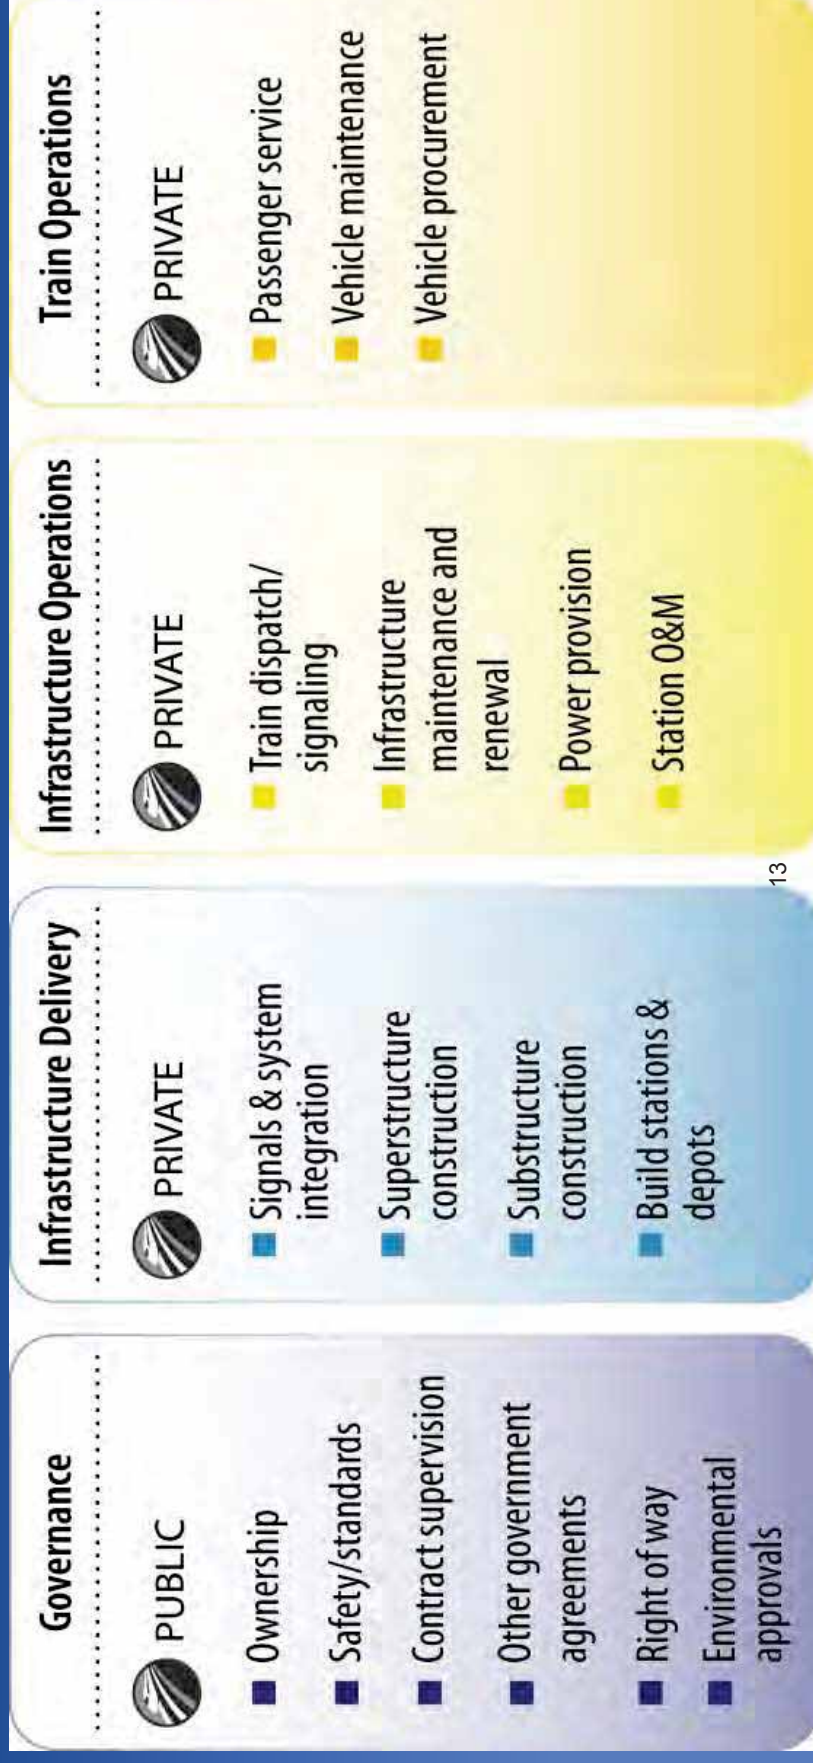 Governance
PUBLIC
Ownership
Safety/standards
Contract supervision
Other government
agreements
Right of way
Environmental
approvals
Infrastructure Delivery
PRIVATE
Signals & system
integration
Superstructure
construction
Substructure
construction
Build stations &
depots
Infrastructure Operations
PRIVATE
Train dispatch/
signaling
Infrastructure
maintenance and
renewal
Power provision
Station O&M
Train Operations
PRIVATE
Passenger service
Vehicle maintenance
Vehicle procurement
13